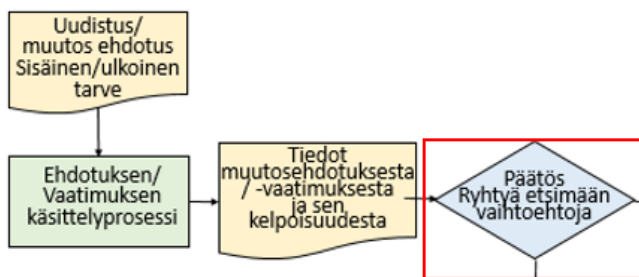 Uudistus/
muutos ehdotus
Sisäinen/ulkoinen
tarve
Ehdotuksen/
Vaatimuksen
käsittelyprosessi
Tiedot
muutosehdotuksesta
/ -vaatimuksesta
ja sen
kelpoisuudesta
Päätös
Ryhtyä etsimään
vaihtoehtoja